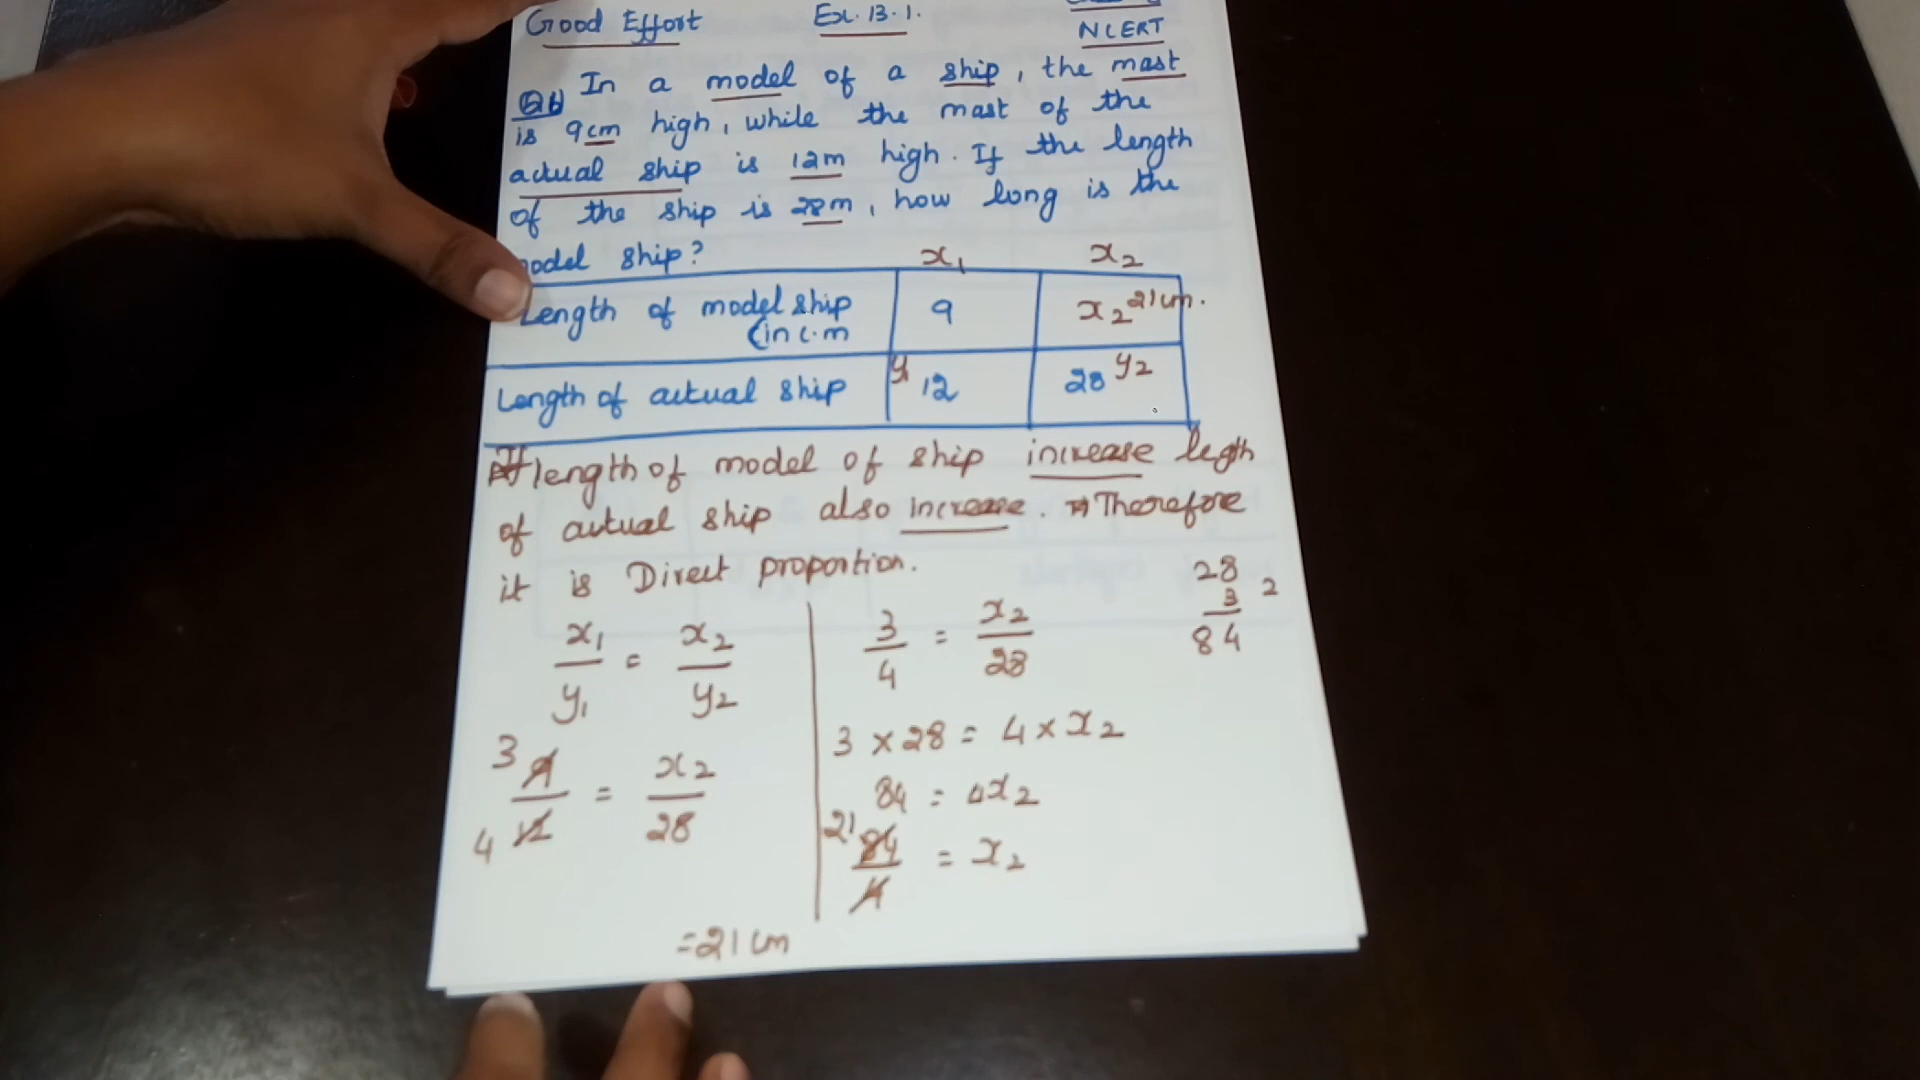 Good Effort Ex. 13.1.
NCERT
In a model of a ship, the mast
is 9cm high, while the mast of the
actual ship is 12m high. If the length
of the ship is 28m, how long is the
model ship?
x1 x2
Length of model ship 9 x2 21cm.
(in c.m
Length of actual ship y1 12 28 y2
If length of model of ship increase legth
of actual ship also increase. Therefore
it is Direct proportion.
x1/y1 = x2/y2
3 9/12 4 = x2/28
3/4 = x2/28
3 × 28 = 4 × x2
84 = 4x2
21 84/4 = x2
= 21 cm
28
3 2
84